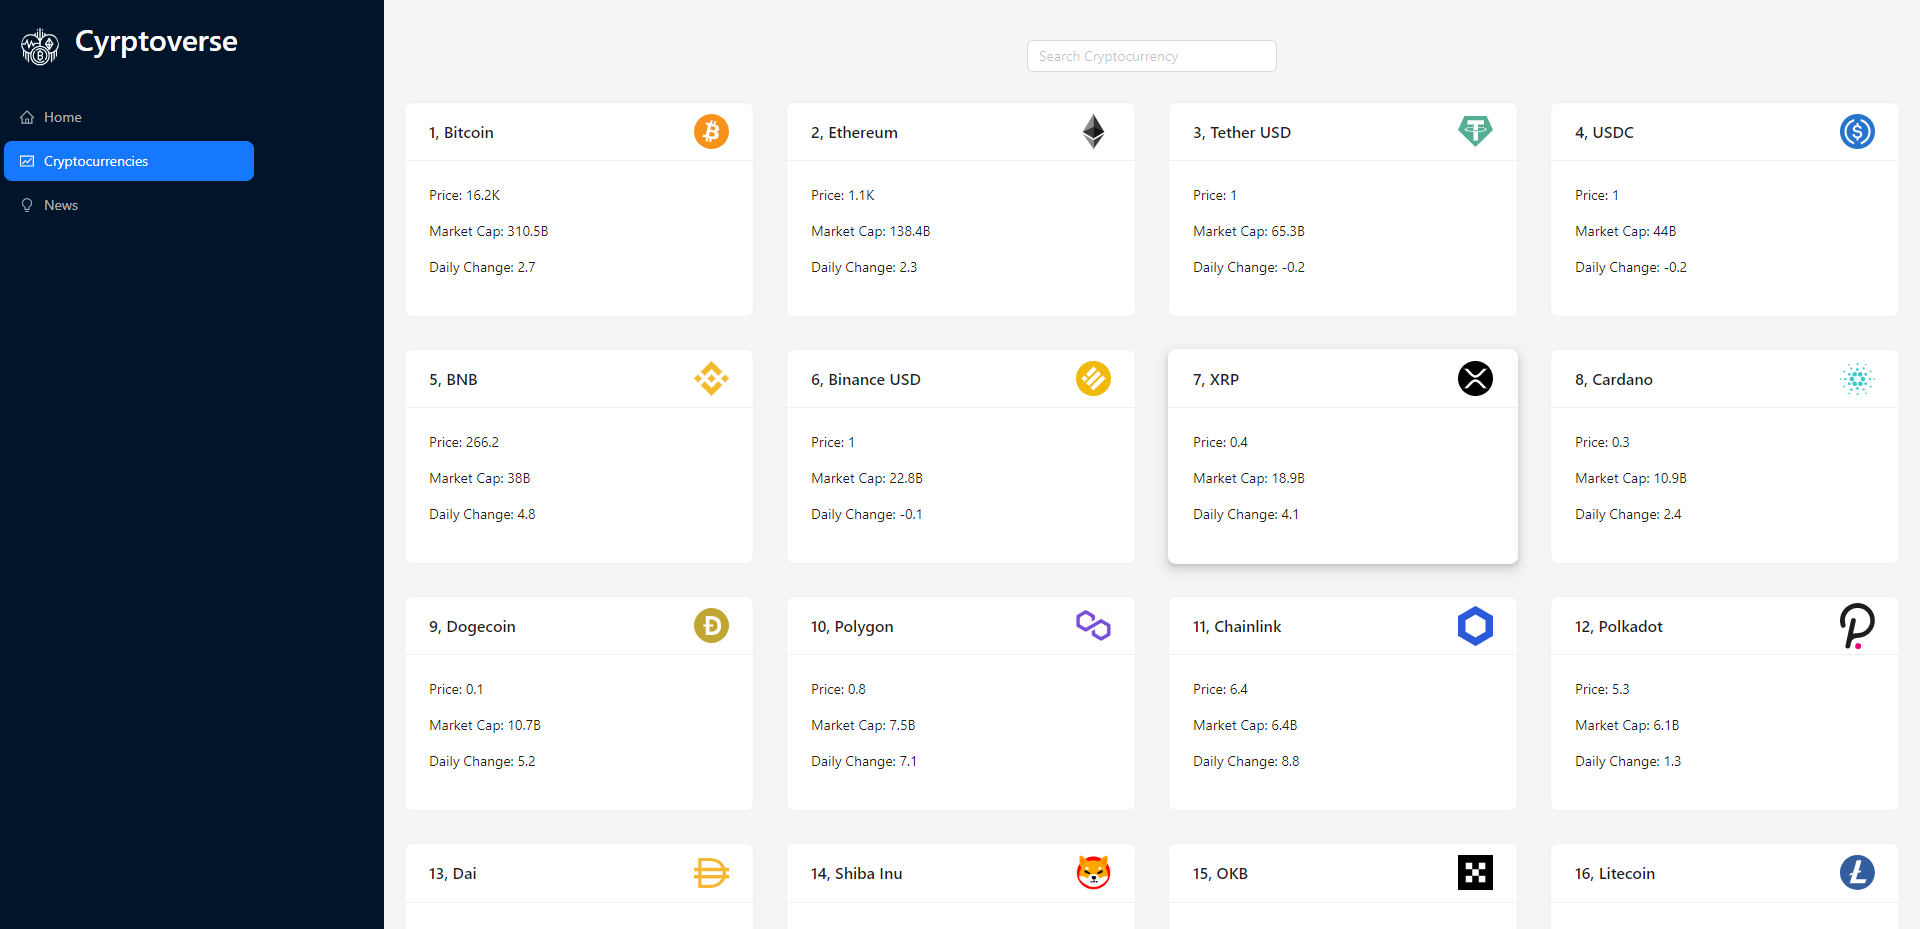 Cyrptoverse
Home
Cryptocurrencies
News
Search Cryptocurrency
1, Bitcoin
Price: 16.2K
Market Cap: 310.5B
Daily Change: 2.7
2, Ethereum
Price: 1.1K
Market Cap: 138.4B
Daily Change: 2.3
3, Tether USD
Price: 1
Market Cap: 65.3B
Daily Change: -0.2
4, USDC
Price: 1
Market Cap: 44B
Daily Change: -0.2
5, BNB
Price: 266.2
Market Cap: 38B
Daily Change: 4.8
6, Binance USD
Price: 1
Market Cap: 22.8B
Daily Change: -0.1
7, XRP
Price: 0.4
Market Cap: 18.9B
Daily Change: 4.1
8, Cardano
Price: 0.3
Market Cap: 10.9B
Daily Change: 2.4
9, Dogecoin
Price: 0.1
Market Cap: 10.7B
Daily Change: 5.2
10, Polygon
Price: 0.8
Market Cap: 7.5B
Daily Change: 7.1
11, Chainlink
Price: 6.4
Market Cap: 6.4B
Daily Change: 8.8
12, Polkadot
Price: 5.3
Market Cap: 6.1B
Daily Change: 1.3
13, Dai
14, Shiba Inu
15, OKB
16, Litecoin